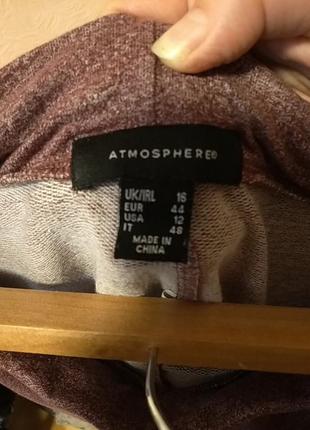 ATMOSPHERE®
UK/IRL 16
EUR 44
USA 12
IT 48
MADE IN
CHINA